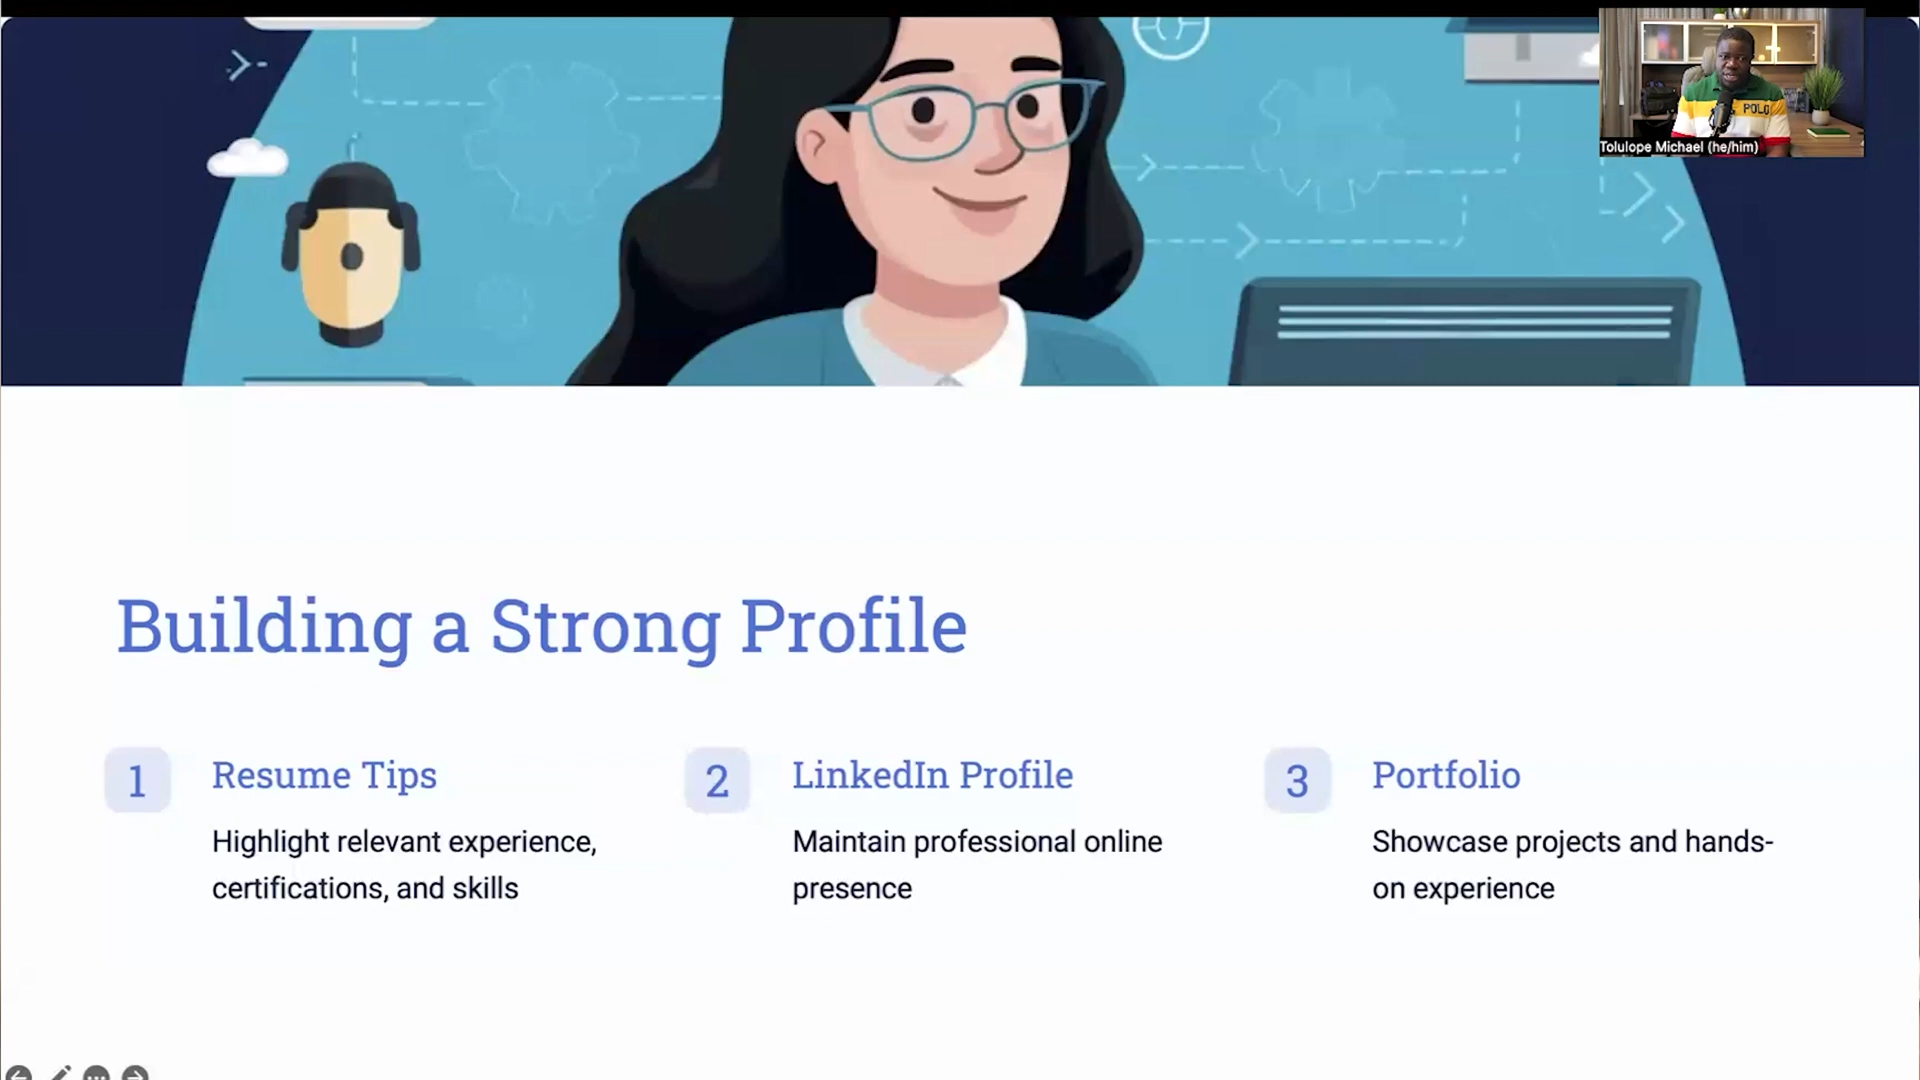 POLO
Tolulope Michael (he/him)
Building a Strong Profile
1
Resume Tips
Highlight relevant experience,
certifications, and skills
2
LinkedIn Profile
Maintain professional online
presence
3
Portfolio
Showcase projects and hands-
on experience